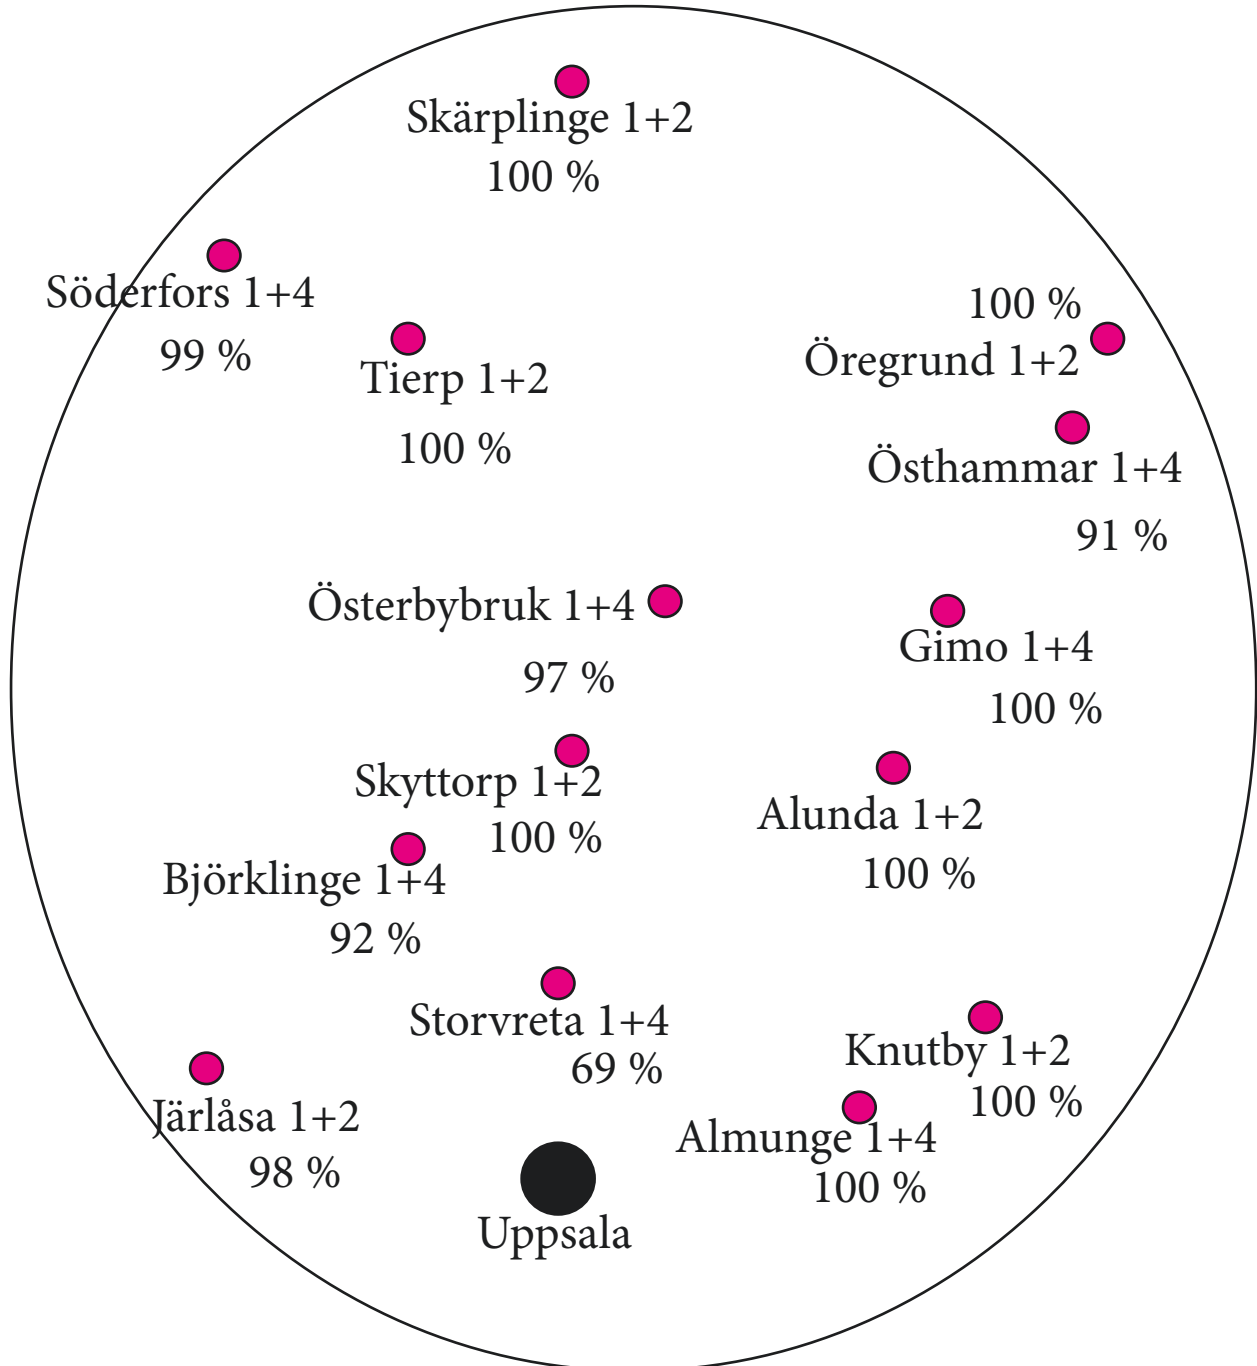 Skärplinge 1+2
100 %
Söderfors 1+4
99 %
Tierp 1+2
100 %
100 %
Öregrund 1+2
Östhammar 1+4
91 %
Österbybruk 1+4
97 %
Gimo 1+4
100 %
Skyttorp 1+2
100 %
Alunda 1+2
100 %
Björklinge 1+4
92 %
Storvreta 1+4
69 %
Knutby 1+2
100 %
Järlåsa 1+2
98 %
Almunge 1+4
100 %
Uppsala